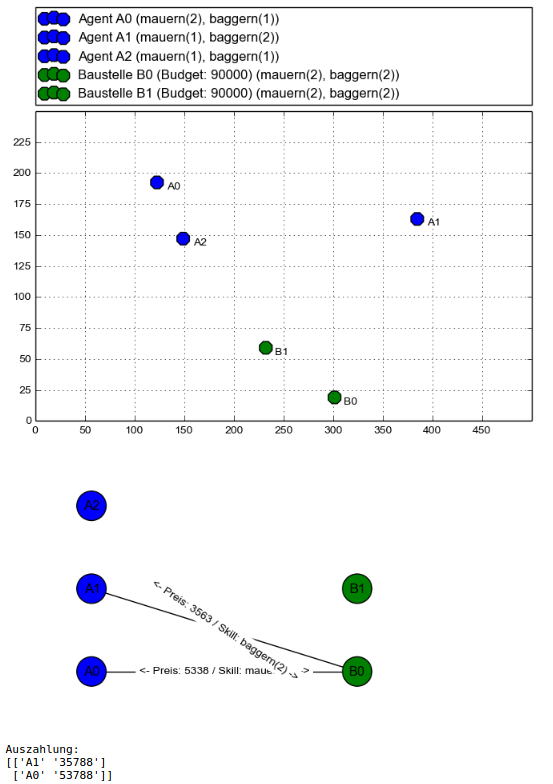 Agent A0 (mauern(2), baggern(1))
Agent A1 (mauern(1), baggern(2))
Agent A2 (mauern(1), baggern(1))
Baustelle B0 (Budget: 90000) (mauern(2), baggern(2))
Baustelle B1 (Budget: 90000) (mauern(2), baggern(2))
225
200
175
150
125
100
75
50
25
0
A0
A1
A2
B1
B0
0 50 100 150 200 250 300 350 400 450
A2
A1
B1
<- Preis: 3563 / Skill: baggern(2) ->
A0
<- Preis: 5338 / Skill: ->
B0
Auszahlung:
[['A1' '35788']
['A0' '53788']]